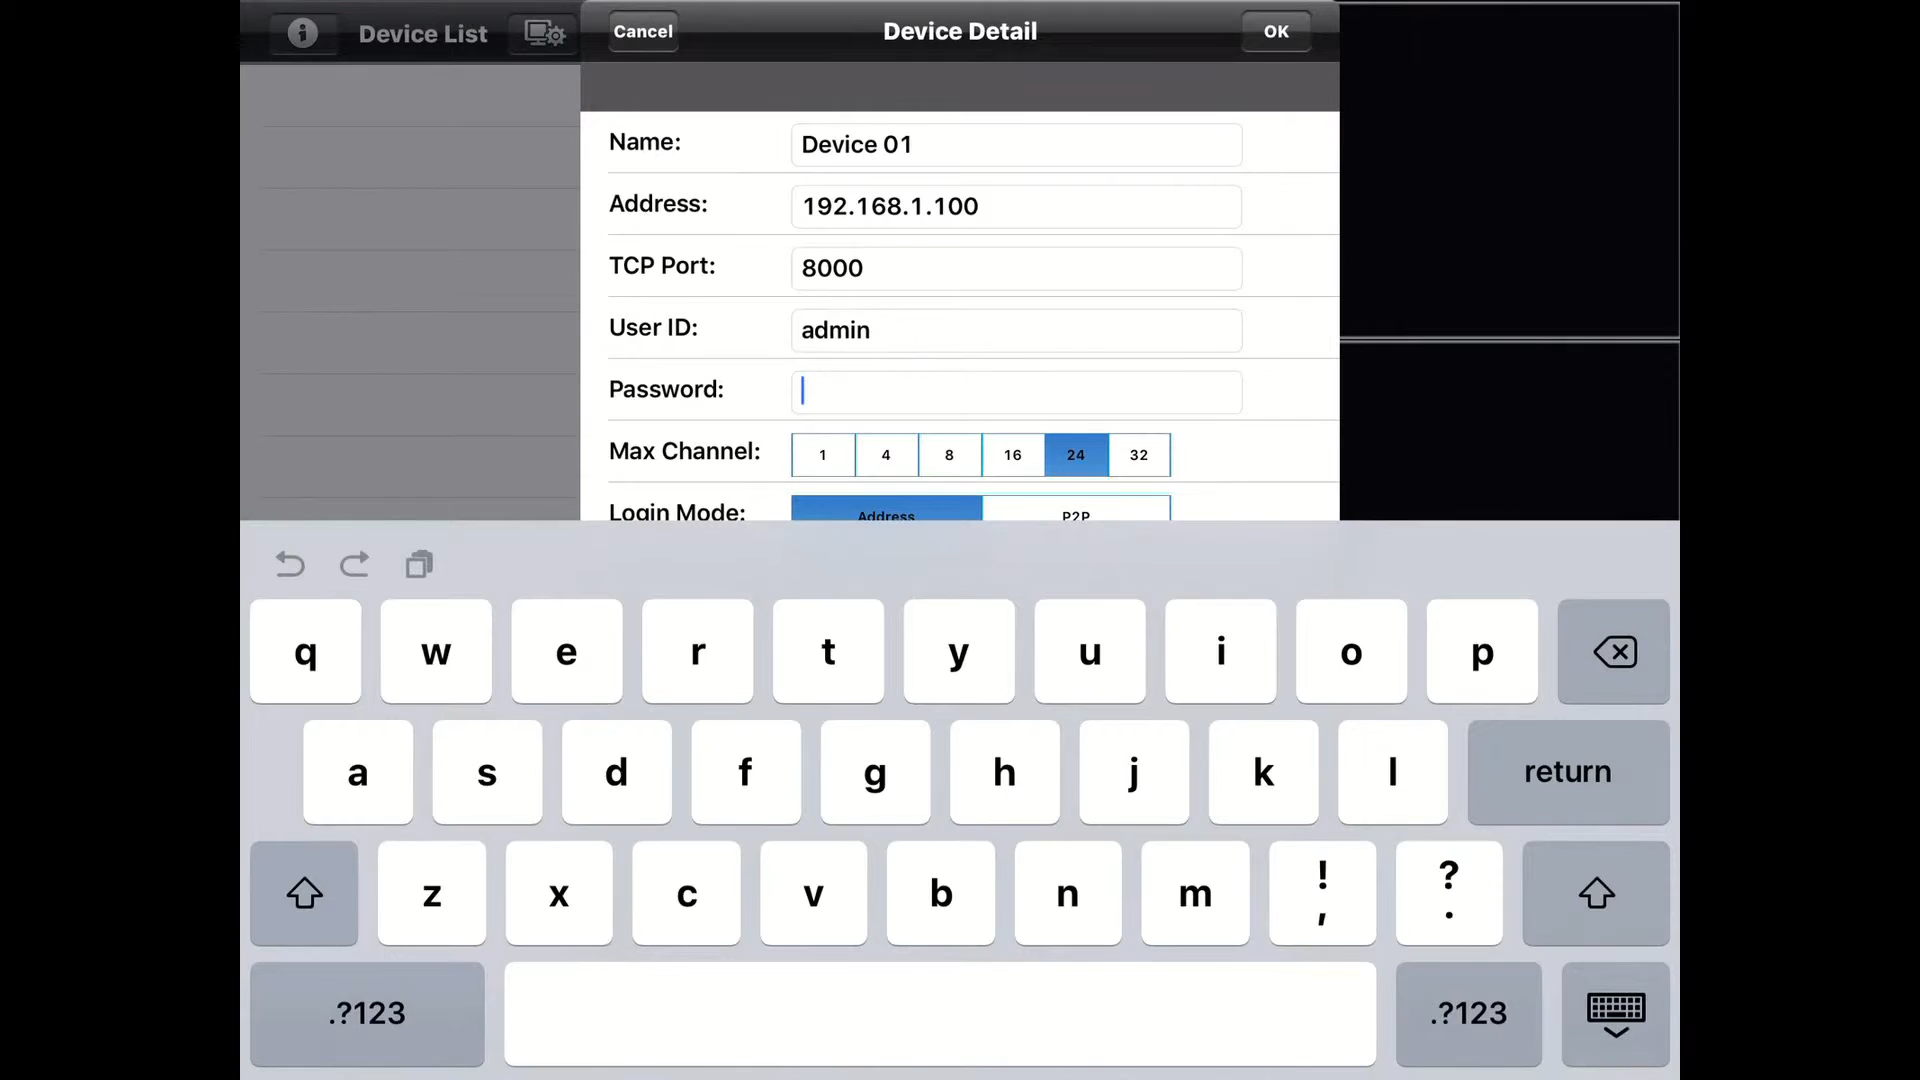 Device List
Cancel
Device Detail
OK
Name:
Device 01
Address:
192.168.1.100
TCP Port:
8000
User ID:
admin
Password:
Max Channel:
1 4 8 16 24 32
Login Mode:
Address P2P
q w e r t y u i o p
a s d f g h j k l return
z x c v b n m ! , ? .
.?123 .?123